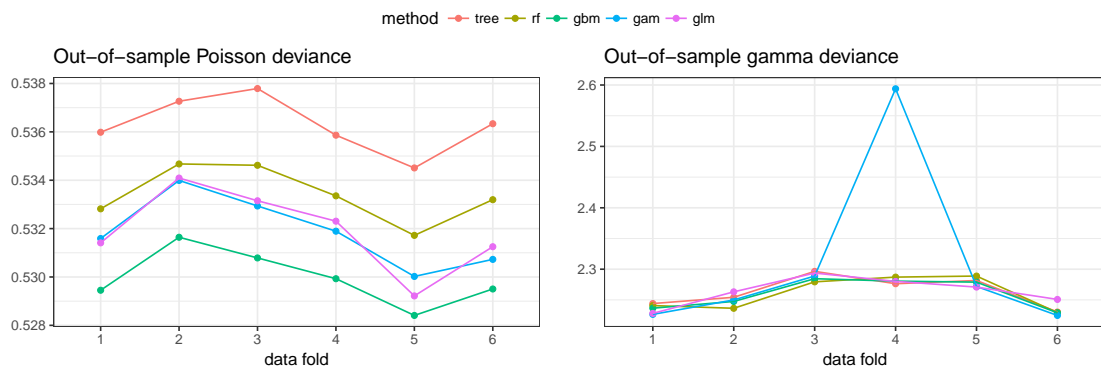 method tree rf gbm gam glm
Out−of−sample Poisson deviance
0.538
0.536
0.534
0.532
0.530
0.528
1 2 3 4 5 6
data fold
Out−of−sample gamma deviance
2.6
2.5
2.4
2.3
1 2 3 4 5 6
data fold